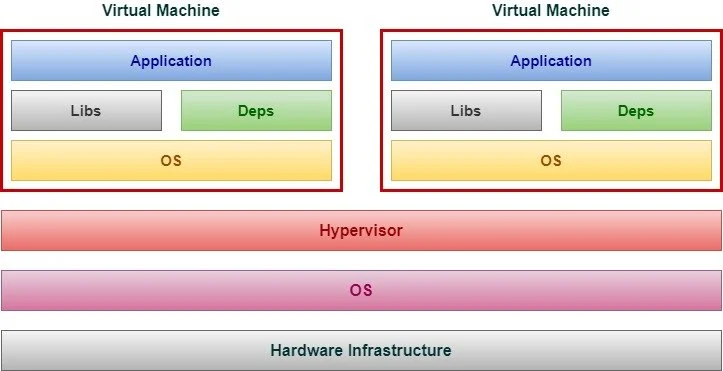 Virtual Machine
Virtual Machine
Application
Application
Libs
Deps
Libs
Deps
OS
OS
Hypervisor
OS
Hardware Infrastructure